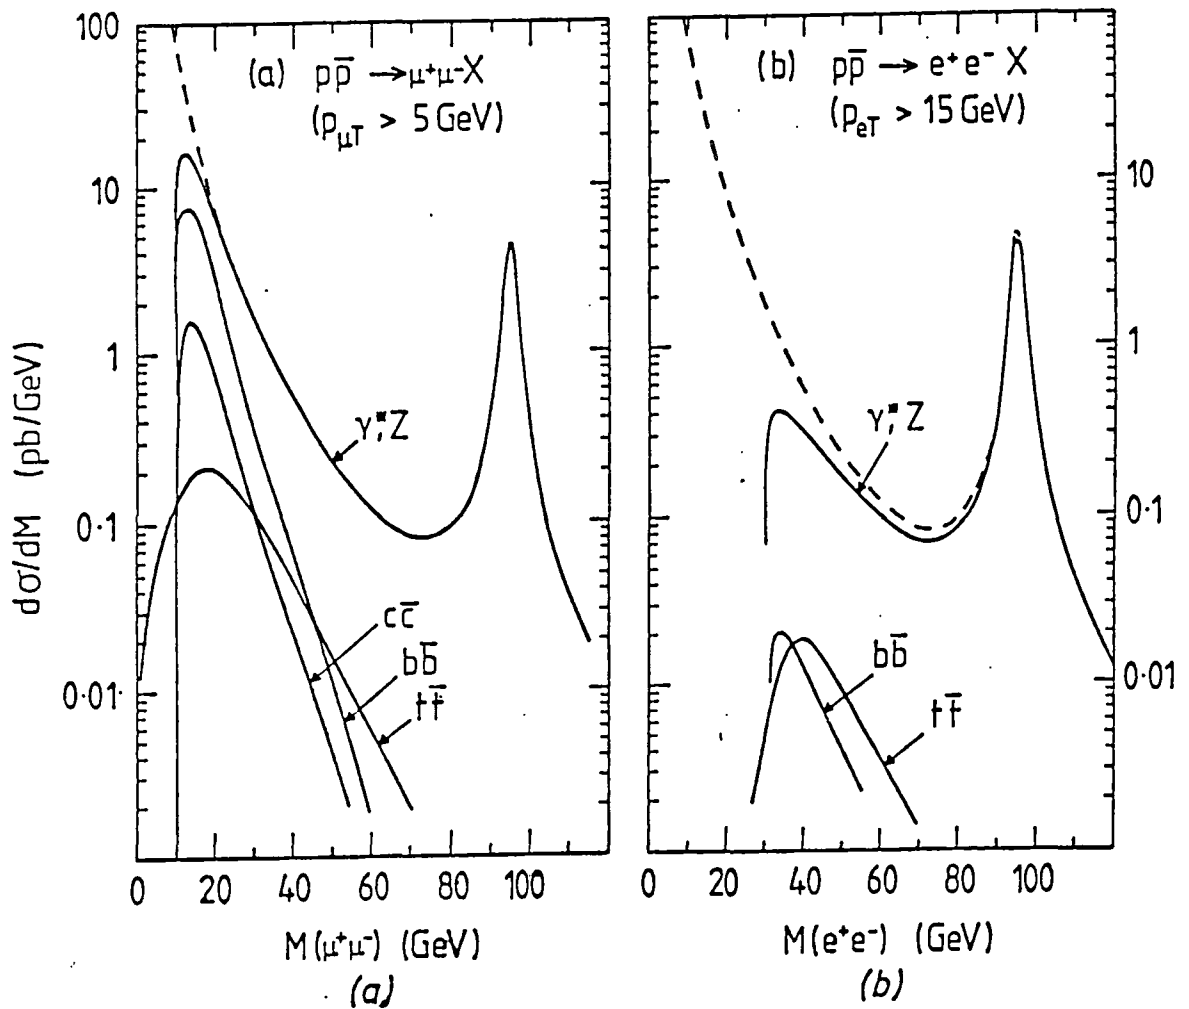 100
10
1
0·1
0·01
dσ/dM (pb/GeV)
(a) pp̅ →μ⁺μ⁻X
(p_μT > 5 GeV)
γ*, Z
cc̅
bb̅
tt̅
0 20 40 60 80 100
M(μ⁺μ⁻) (GeV)
(a)
(b) pp̅ → e⁺e⁻ X
(p_eT > 15 GeV)
γ*, Z
bb̅
tt̅
10
1
0·1
0·01
0 20 40 60 80 100
M(e⁺e⁻) (GeV)
(b)